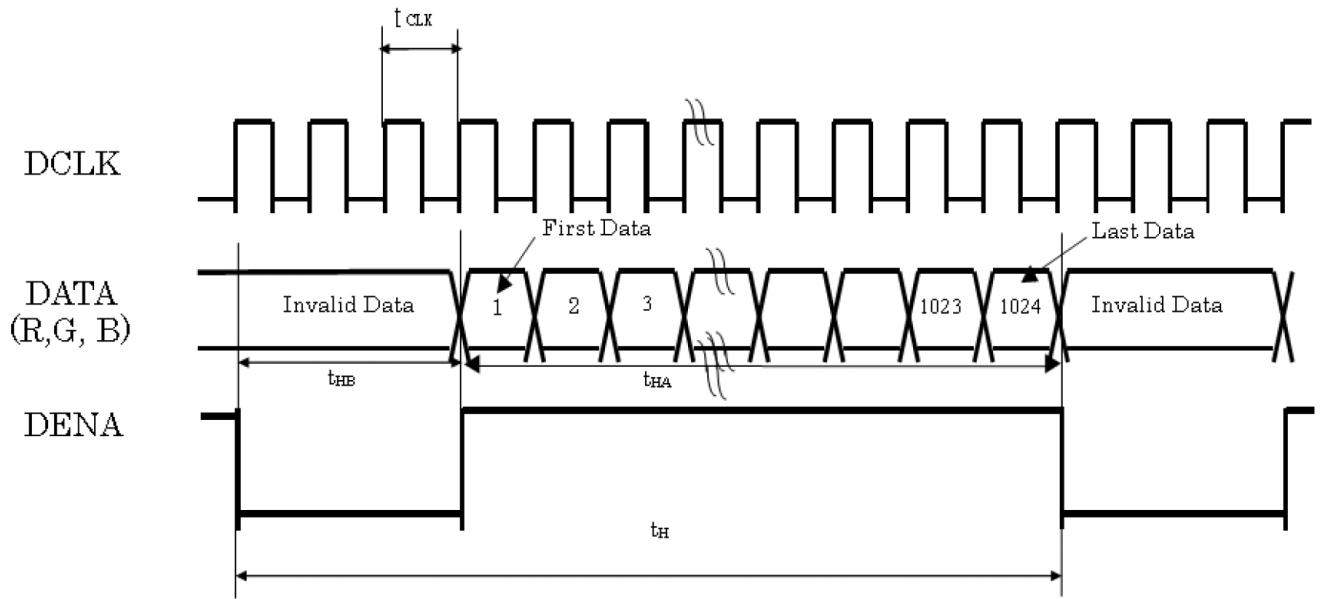 tCLK
DCLK
First Data
Last Data
DATA
(R,G, B)
Invalid Data
1
2
3
1023
1024
Invalid Data
tHB
tHA
DENA
tH